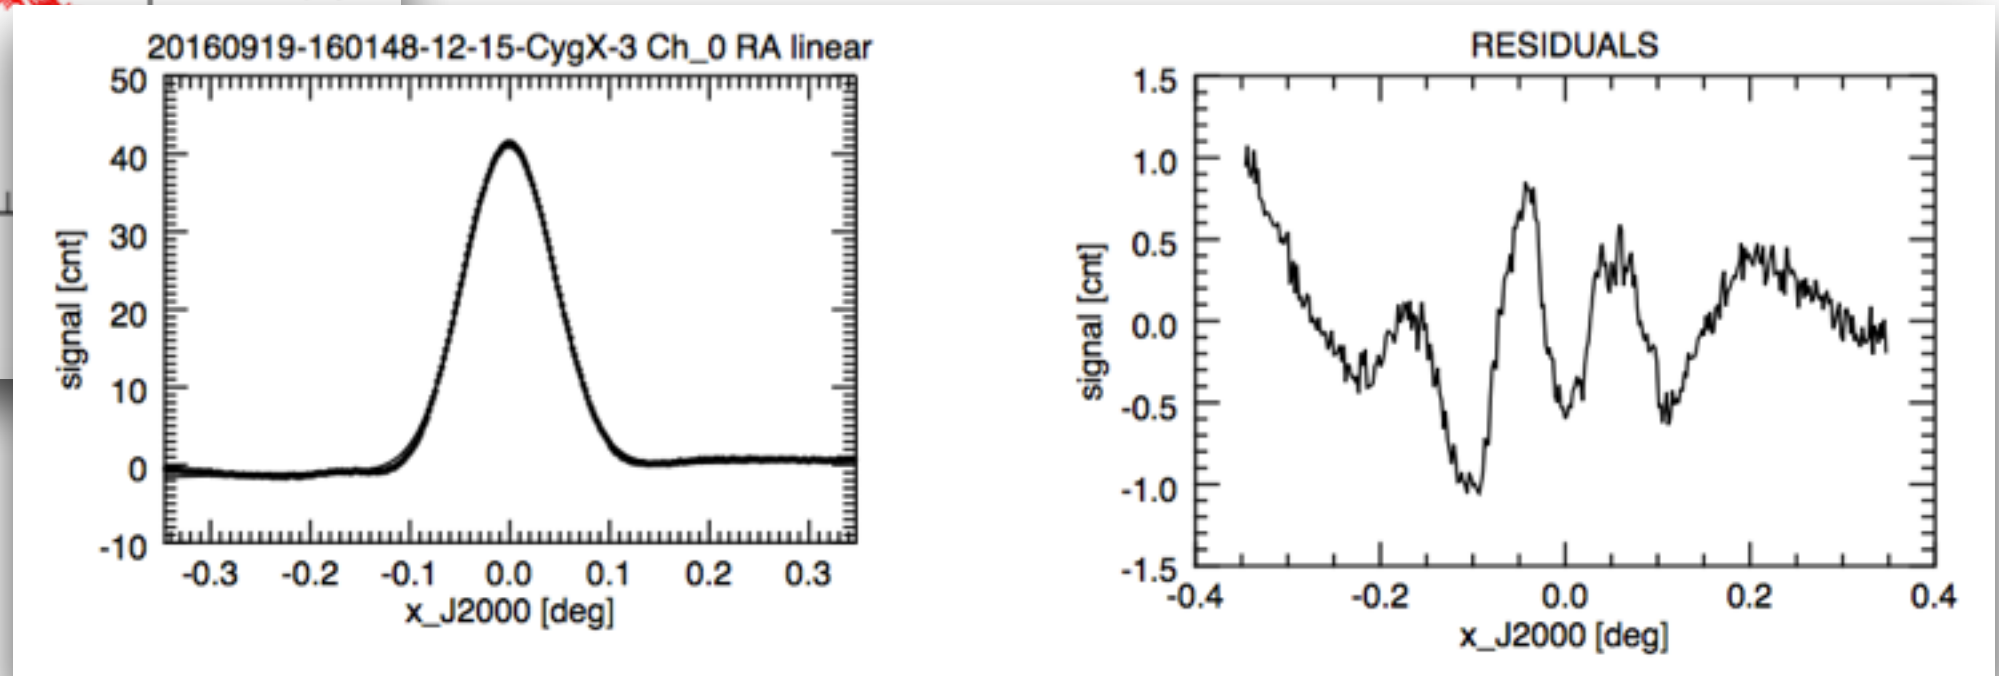 20160919-160148-12-15-CygX-3 Ch_0 RA linear
50
40
30
20
10
0
-10
signal [cnt]
-0.3 -0.2 -0.1 0.0 0.1 0.2 0.3
x_J2000 [deg]
RESIDUALS
1.5
1.0
0.5
0.0
-0.5
-1.0
-1.5
signal [cnt]
-0.4 -0.2 0.0 0.2 0.4
x_J2000 [deg]